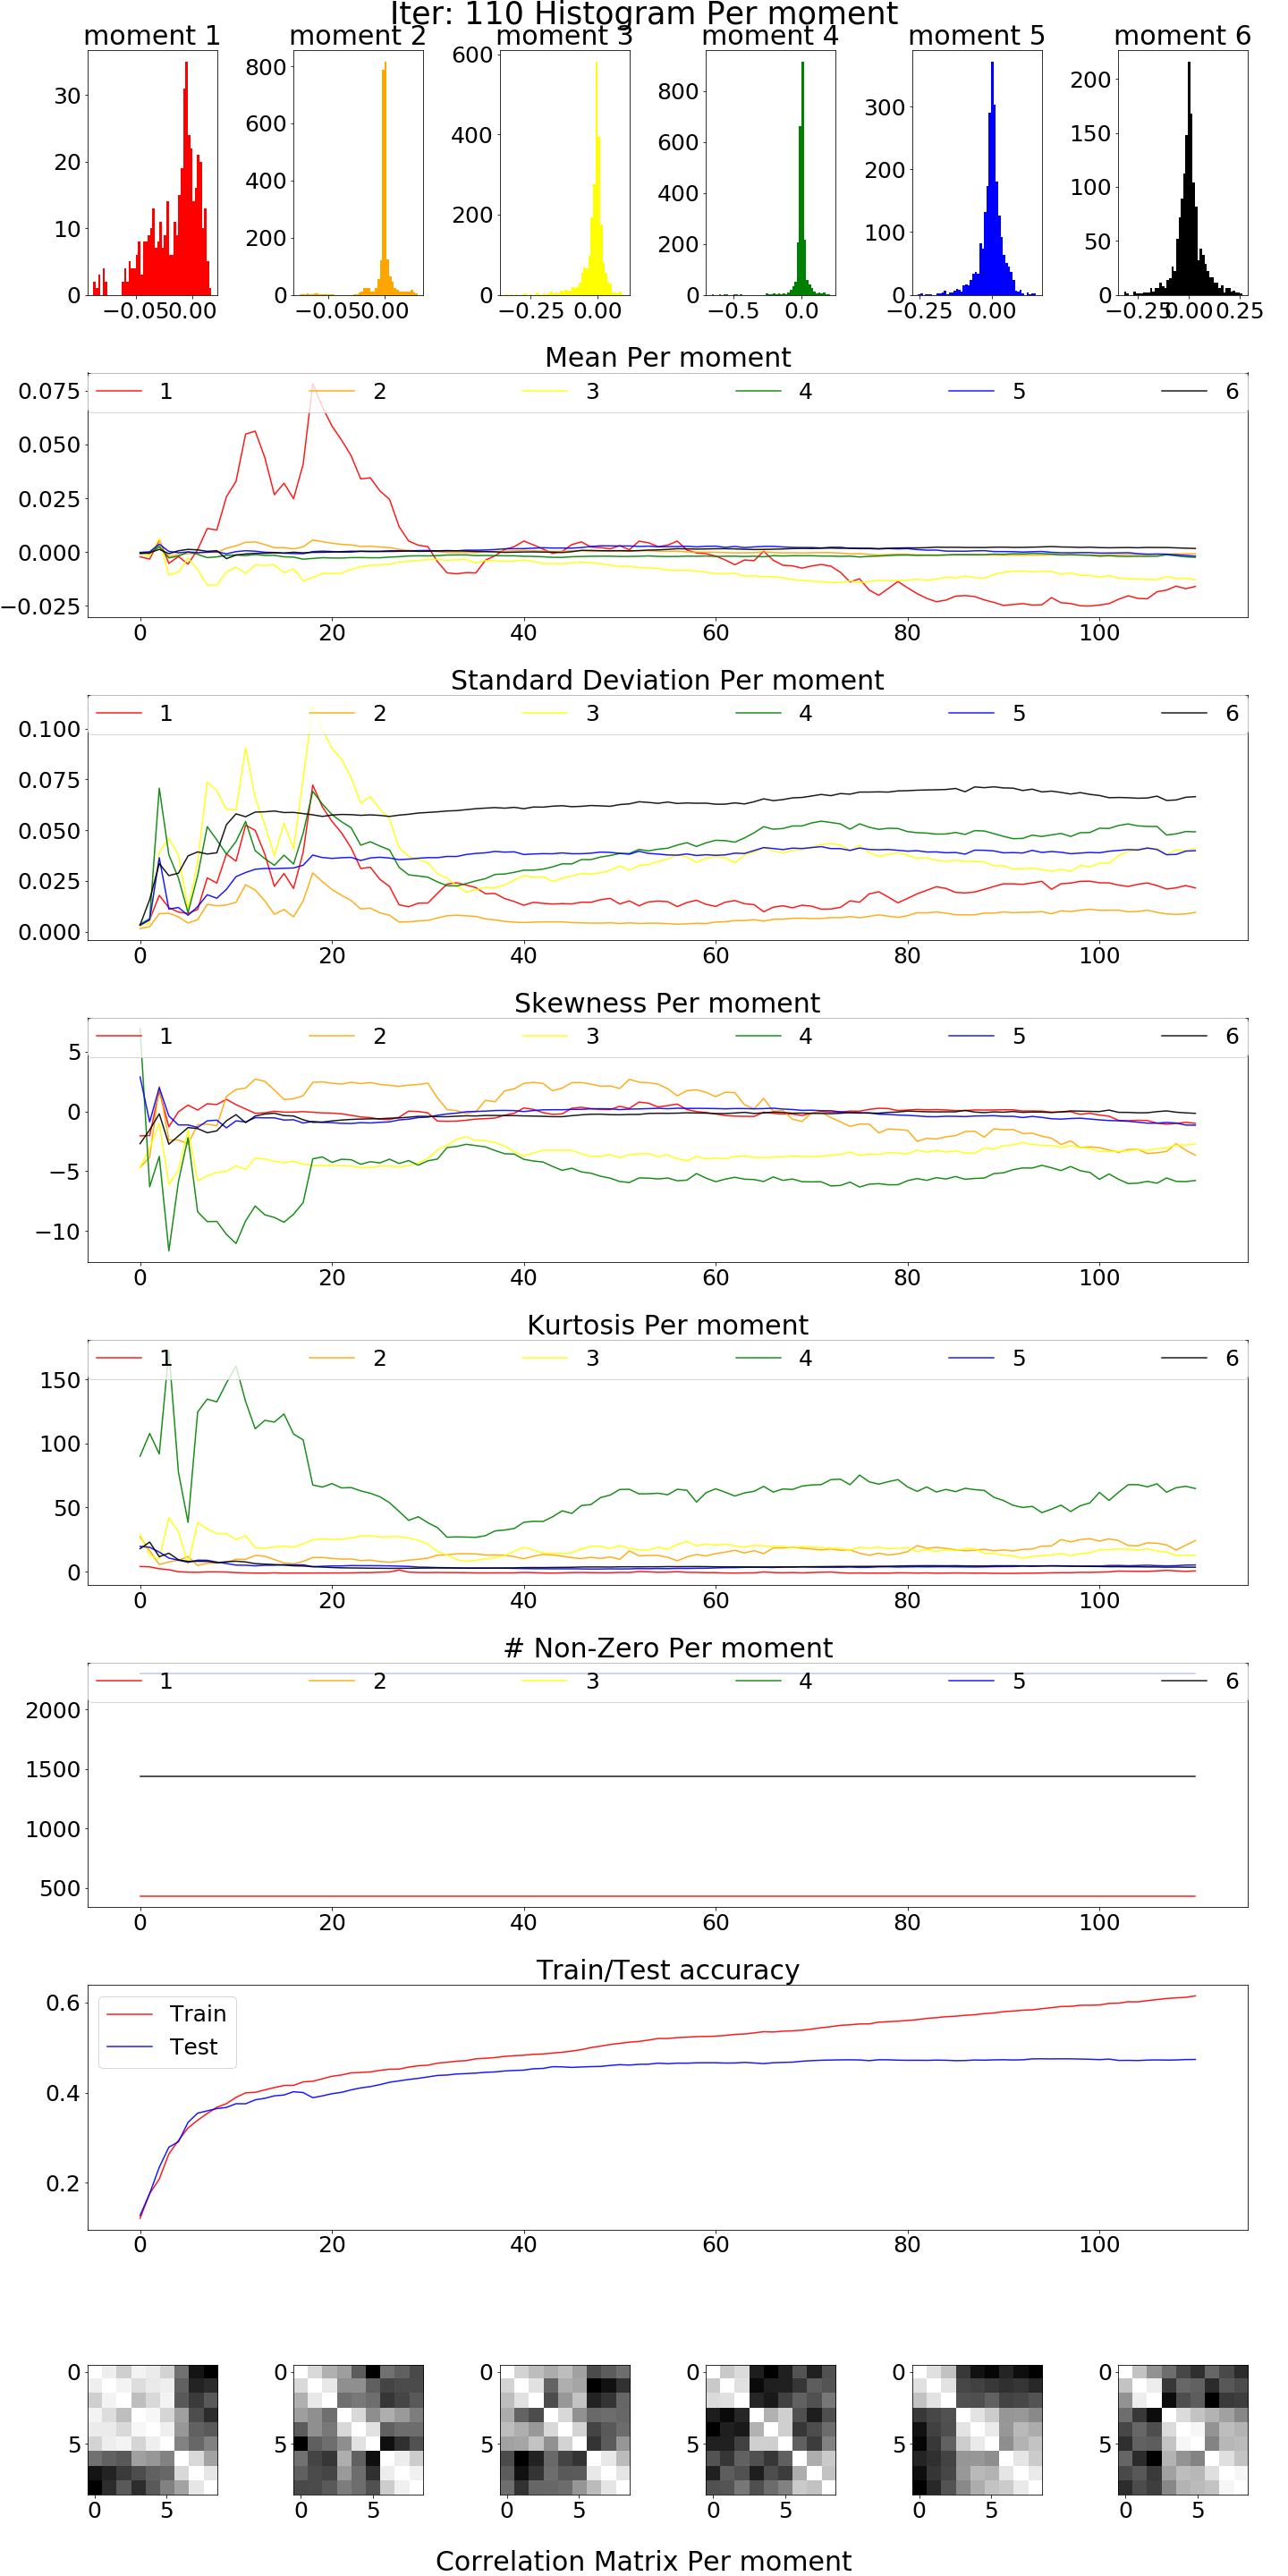 Iter: 110 Histogram Per moment
moment 1 moment 2 moment 3 moment 4 moment 5 moment 6
30 20 10 0
−0.05 0.00
800 600 400 200 0
−0.05 0.00
600 400 200 0
−0.25 0.00
800 600 400 200 0
−0.5 0.0
300 200 100 0
−0.25 0.00
200 150 100 50 0
−0.25 0.00 0.25
Mean Per moment
1 2 3 4 5 6
0.075
0.050
0.025
0.000
−0.025
0 20 40 60 80 100
Standard Deviation Per moment
1 2 3 4 5 6
0.100
0.075
0.050
0.025
0.000
0 20 40 60 80 100
Skewness Per moment
1 2 3 4 5 6
5
0
−5
−10
0 20 40 60 80 100
Kurtosis Per moment
1 2 3 4 5 6
150
100
50
0
0 20 40 60 80 100
# Non-Zero Per moment
1 2 3 4 5 6
2000
1500
1000
500
0 20 40 60 80 100
Train/Test accuracy
Train
Test
0.6
0.4
0.2
0 20 40 60 80 100
0 0 0 0 0 0
5 5 5 5 5 5
0 5 0 5 0 5 0 5 0 5 0 5
Correlation Matrix Per moment